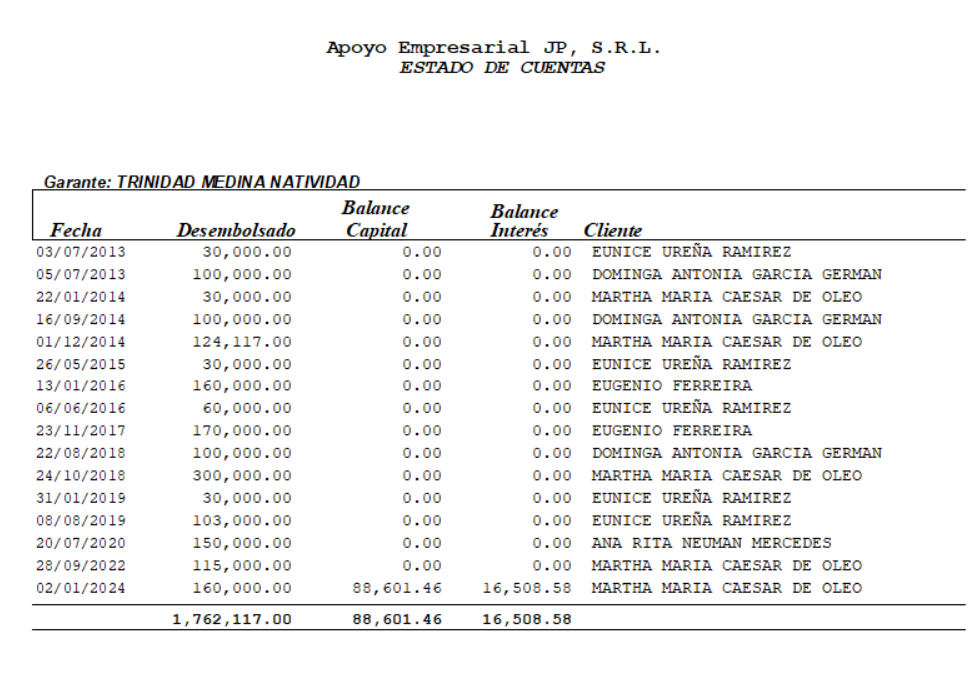 Apoyo Empresarial JP, S.R.L.
ESTADO DE CUENTAS
Garante: TRINIDAD MEDINA NATIVIDAD
Fecha Desembolsado Balance Capital Balance Interés Cliente
03/07/2013 30,000.00 0.00 0.00 EUNICE UREÑA RAMIREZ
05/07/2013 100,000.00 0.00 0.00 DOMINGA ANTONIA GARCIA GERMAN
22/01/2014 30,000.00 0.00 0.00 MARTHA MARIA CAESAR DE OLEO
16/09/2014 100,000.00 0.00 0.00 DOMINGA ANTONIA GARCIA GERMAN
01/12/2014 124,117.00 0.00 0.00 MARTHA MARIA CAESAR DE OLEO
26/05/2015 30,000.00 0.00 0.00 EUNICE UREÑA RAMIREZ
13/01/2016 160,000.00 0.00 0.00 EUGENIO FERREIRA
06/06/2016 60,000.00 0.00 0.00 EUNICE UREÑA RAMIREZ
23/11/2017 170,000.00 0.00 0.00 EUGENIO FERREIRA
22/08/2018 100,000.00 0.00 0.00 DOMINGA ANTONIA GARCIA GERMAN
24/10/2018 300,000.00 0.00 0.00 MARTHA MARIA CAESAR DE OLEO
31/01/2019 30,000.00 0.00 0.00 EUNICE UREÑA RAMIREZ
08/08/2019 103,000.00 0.00 0.00 EUNICE UREÑA RAMIREZ
20/07/2020 150,000.00 0.00 0.00 ANA RITA NEUMAN MERCEDES
28/09/2022 115,000.00 0.00 0.00 MARTHA MARIA CAESAR DE OLEO
02/01/2024 160,000.00 88,601.46 16,508.58 MARTHA MARIA CAESAR DE OLEO
1,762,117.00 88,601.46 16,508.58